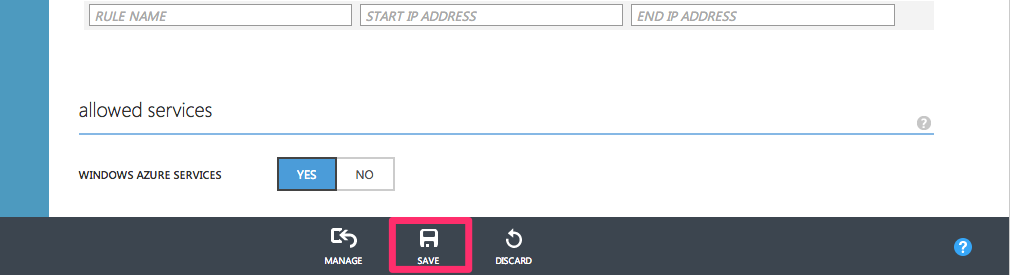 RULE NAME START IP ADDRESS END IP ADDRESS
allowed services
?
WINDOWS AZURE SERVICES YES NO
MANAGE SAVE DISCARD ?